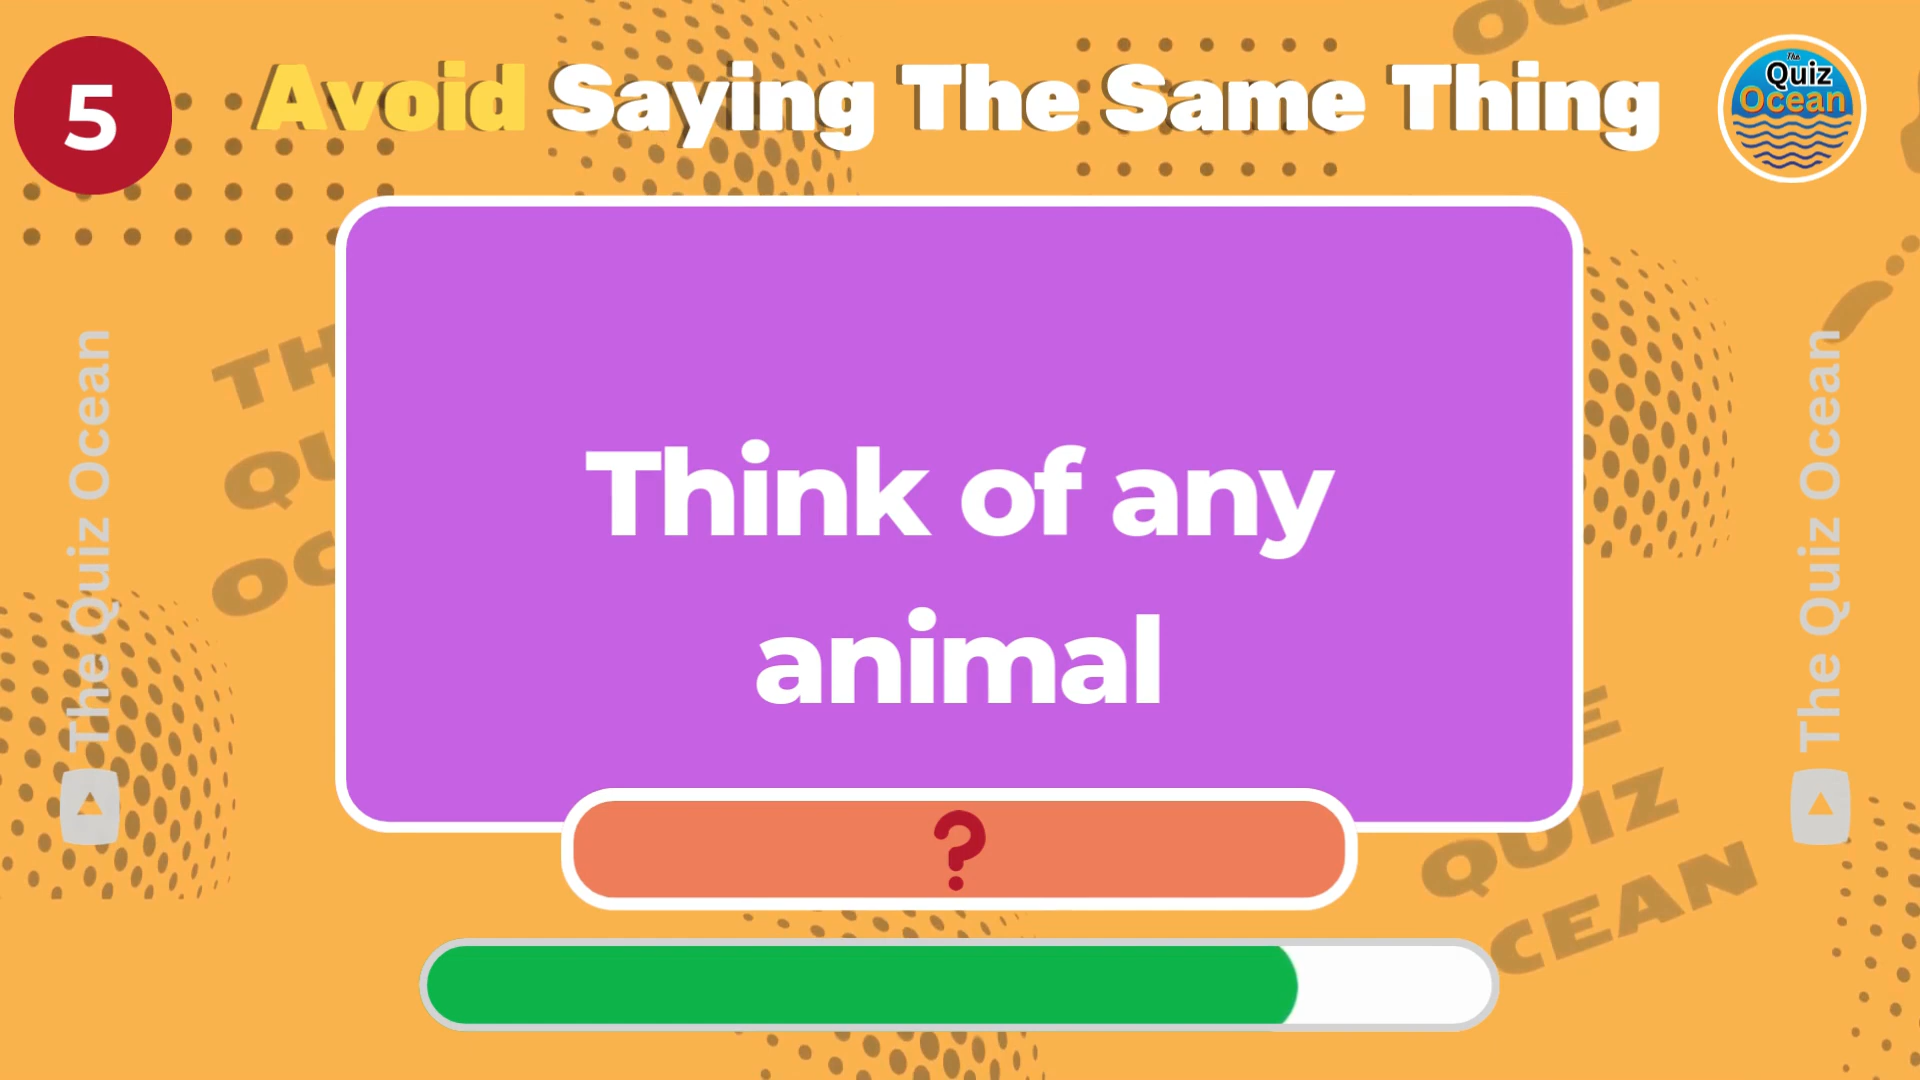 5
Avoid Saying The Same Thing
The
Quiz
Ocean
Think of any
animal
?
The Quiz Ocean
The Quiz Ocean
QUIZ